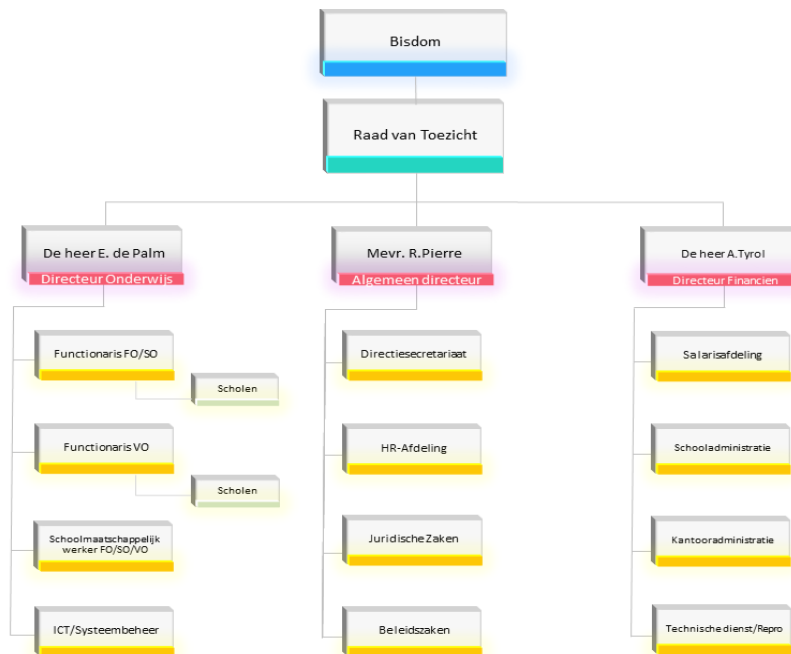 Bisdom
Raad van Toezicht
De heer E. de Palm
Directeur Onderwijs
Functionaris FO/SO
Scholen
Functionaris VO
Scholen
Schoolmaatschappelijk
werker FO/SO/VO
ICT/Systeembeheer
Mevr. R.Pierre
Algemeen directeur
Directiesecretariaat
HR-Afdeling
Juridische Zaken
Beleidszaken
De heer A.Tyrol
Directeur Financien
Salarisafdeling
Schooladministratie
Kantooradministratie
Technische dienst/Repro